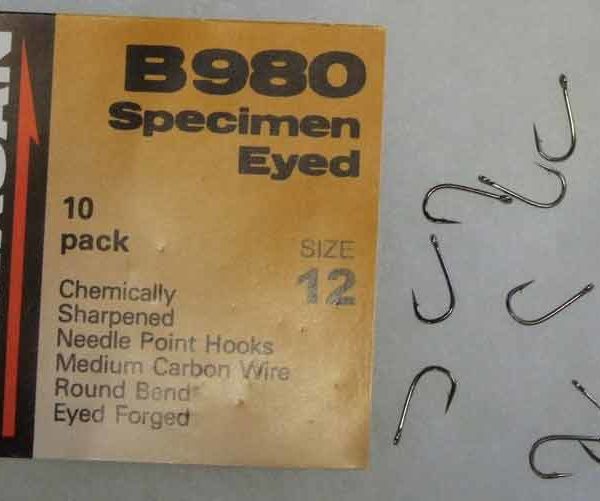 B980
Specimen
Eyed
10
pack
SIZE
12
Chemically
Sharpened
Needle Point Hooks
Medium Carbon Wire
Round Bend
Eyed Forged